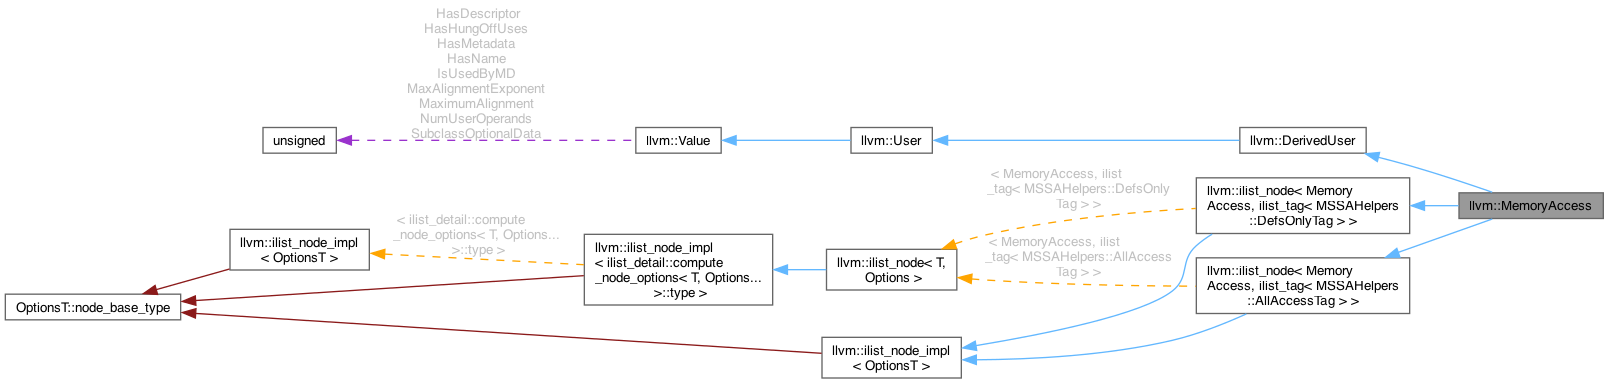 HasDescriptor
HasHungOffUses
HasMetadata
HasName
IsUsedByMD
MaxAlignmentExponent
MaximumAlignment
NumUserOperands
SubclassOptionalData
unsigned
llvm::Value
llvm::User
llvm::DerivedUser
< MemoryAccess, ilist
_tag< MSSAHelpers::DefsOnly
Tag > >
llvm::ilist_node< Memory
Access, ilist_tag< MSSAHelpers
::DefsOnlyTag > >
llvm::MemoryAccess
< ilist_detail::compute
_node_options< T, Options...
>::type >
llvm::ilist_node_impl
< OptionsT >
llvm::ilist_node_impl
< ilist_detail::compute
_node_options< T, Options...
>::type >
llvm::ilist_node< T,
Options >
< MemoryAccess, ilist
_tag< MSSAHelpers::AllAccess
Tag > >
llvm::ilist_node< Memory
Access, ilist_tag< MSSAHelpers
::AllAccessTag > >
OptionsT::node_base_type
llvm::ilist_node_impl
< OptionsT >